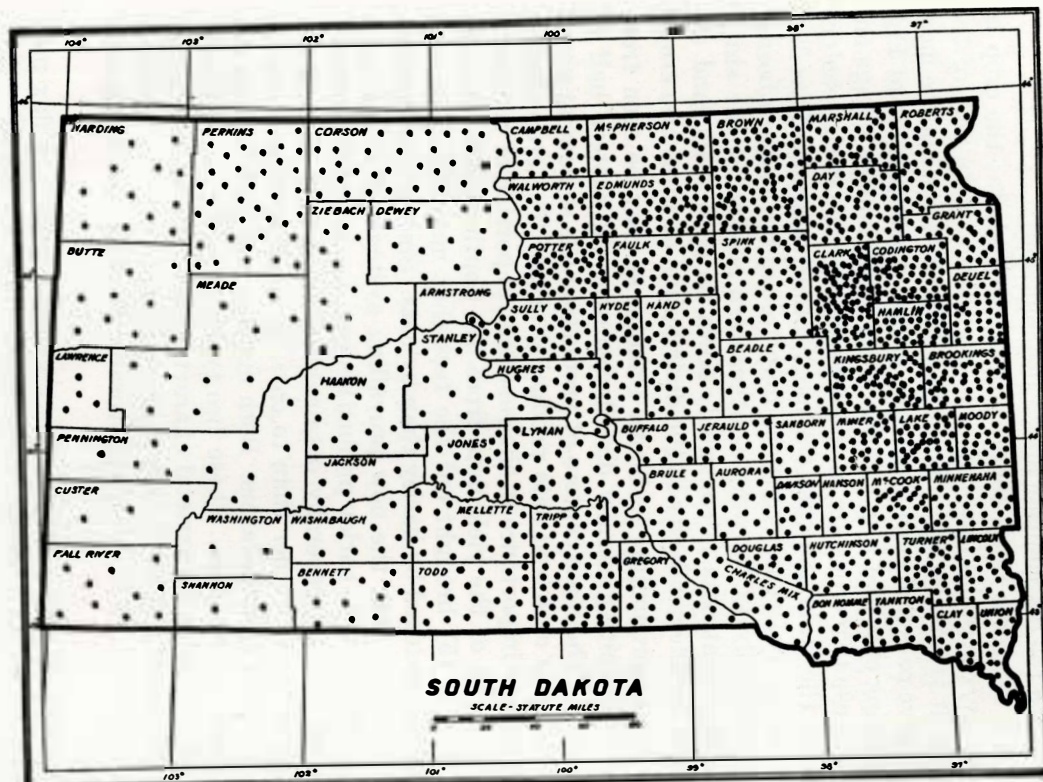 104° 103° 102° 101° 100° 98° 97°
HARDING PERKINS CORSON CAMPBELL McPHERSON BROWN MARSHALL ROBERTS
WALWORTH EDMUNDS DAY
ZIEBACH DEWEY GRANT
BUTTE POTTER FAULK SPINK CLARK CODINGTON
MEADE ARMSTRONG DEUEL
SULLY HYDE HAND HAMLIN
STANLEY
LAWRENCE HAAKON HUGHES BEADLE KINGSBURY BROOKINGS
PENNINGTON JONES LYMAN BUFFALO JERAULD SANBORN MINER LAKE MOODY
JACKSON BRULE AURORA DAVISON HANSON McCOOK MINNEHAHA
CUSTER WASHINGTON WASHABAUGH MELLETTE TRIPP
FALL RIVER BENNETT TODD GREGORY DOUGLAS HUTCHINSON TURNER LINCOLN
SHANNON CHARLES MIX
BON HOMME YANKTON CLAY UNION
SOUTH DAKOTA
SCALE - STATUTE MILES
103° 102° 101° 100° 99° 98° 97°